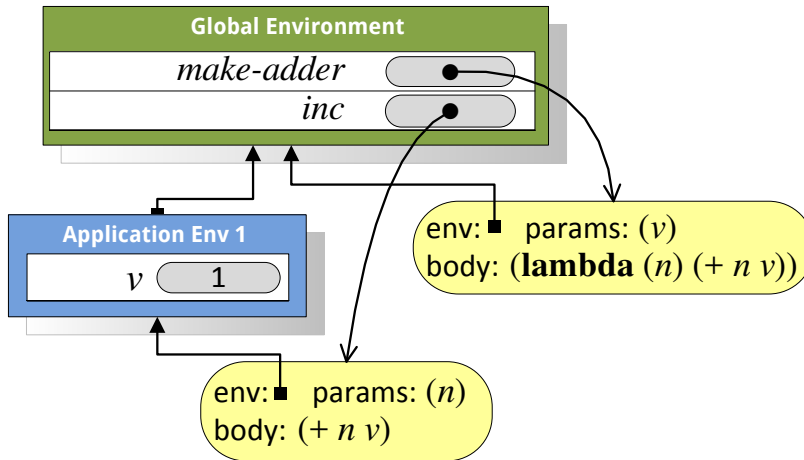 Global Environment
make-adder
inc
Application Env 1
v 1
env: params: (v)
body: (lambda (n) (+ n v))
env: params: (n)
body: (+ n v)